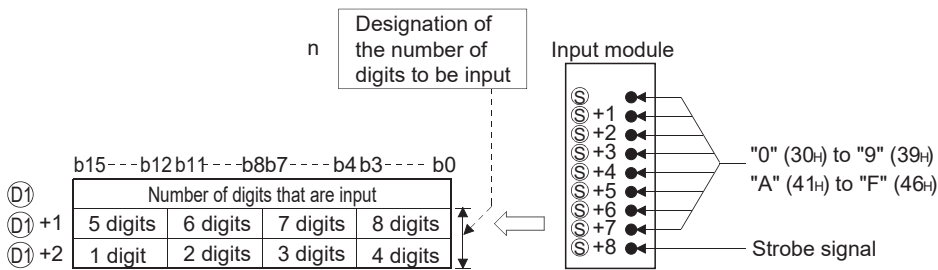 n
Designation of
the number of
digits to be input
Input module
Ⓢ
Ⓢ +1
Ⓢ +2
Ⓢ +3
Ⓢ +4
Ⓢ +5
Ⓢ +6
Ⓢ +7
Ⓢ +8
"0" (30H) to "9" (39H)
"A" (41H) to "F" (46H)
Strobe signal
b15----b12 b11----b8b7----b4 b3---- b0
D1 Number of digits that are input
D1 +1 5 digits 6 digits 7 digits 8 digits
D1 +2 1 digit 2 digits 3 digits 4 digits